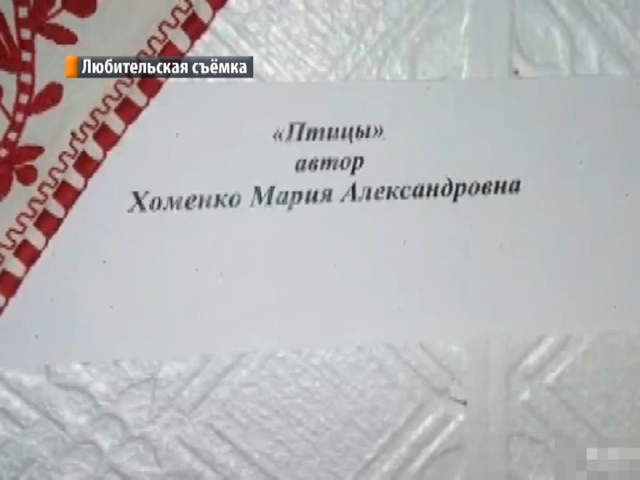 Любительская съёмка
«Птицы»
автор
Хоменко Мария Александровна